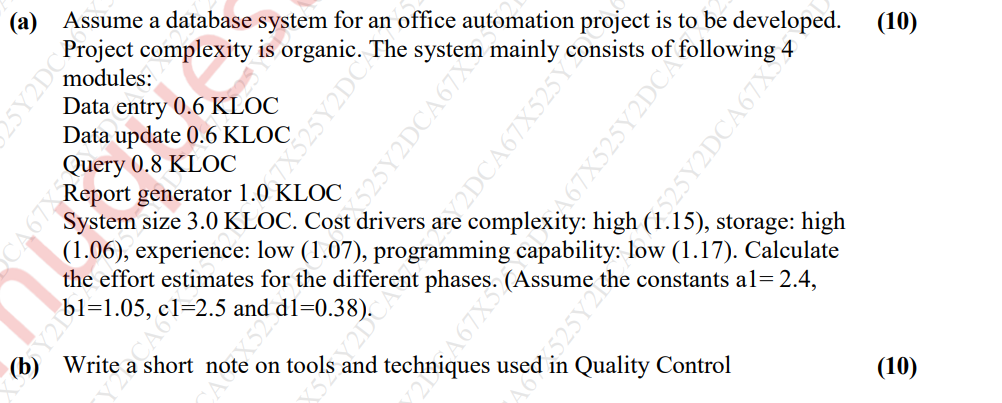 (a) Assume a database system for an office automation project is to be developed. (10)
Project complexity is organic. The system mainly consists of following 4
modules:
Data entry 0.6 KLOC
Data update 0.6 KLOC
Query 0.8 KLOC
Report generator 1.0 KLOC
System size 3.0 KLOC. Cost drivers are complexity: high (1.15), storage: high
(1.06), experience: low (1.07), programming capability: low (1.17). Calculate
the effort estimates for the different phases. (Assume the constants a1= 2.4,
b1=1.05, c1=2.5 and d1=0.38).
(b) Write a short note on tools and techniques used in Quality Control (10)